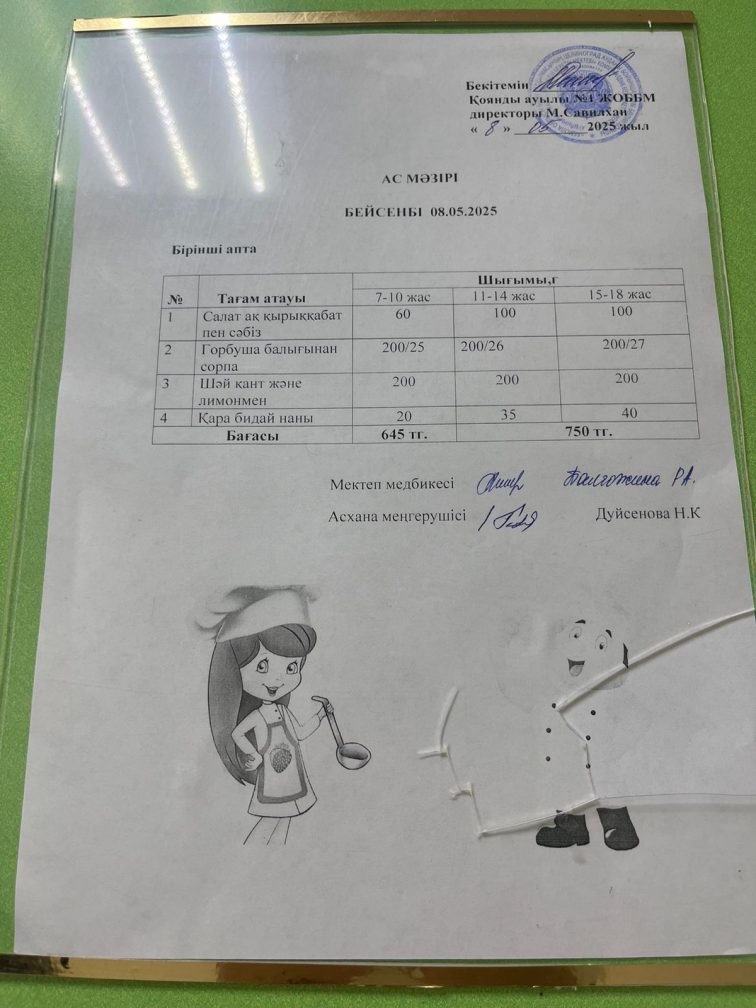 Бекітемін
Қоянды ауылы №1 ЖОББМ
директоры М.Савилхан
« 8 » 05 2025 жыл
АС МӘЗІРІ
БЕЙСЕНБІ 08.05.2025
Бірінші апта
№ Тағам атауы Шығымы,г
7-10 жас 11-14 жас 15-18 жас
1 Салат ақ қырыққабат пен сәбіз 60 100 100
2 Горбуша балығынан сорпа 200/25 200/26 200/27
3 Шәй қант және лимонмен 200 200 200
4 Қара бидай наны 20 35 40
Бағасы 645 тг. 750 тг.
Мектеп медбикесі Балгожина РА.
Асхана меңгерушісі Дуйсенова Н.К